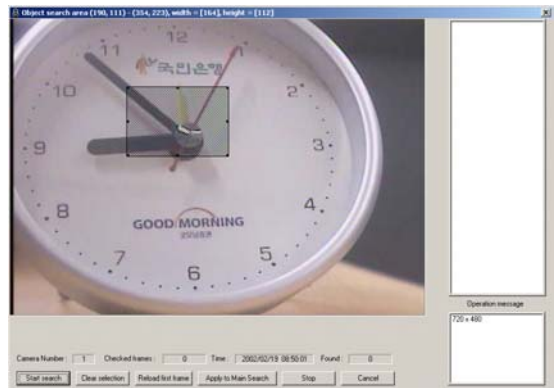 Object search area (190, 111) - (354, 223), width = [164], height = [112]
12
11
1
국민은행
10
2
9
3
8
4
GOOD MORNING
7
5
6
Operation message
720 x 480
Camera Number : 1 Checked frames : 0 Time : 2002/02/19 08:50:01 Found : 0
Start search Clear selection Reload first frame Apply to Main Search Stop Cancel